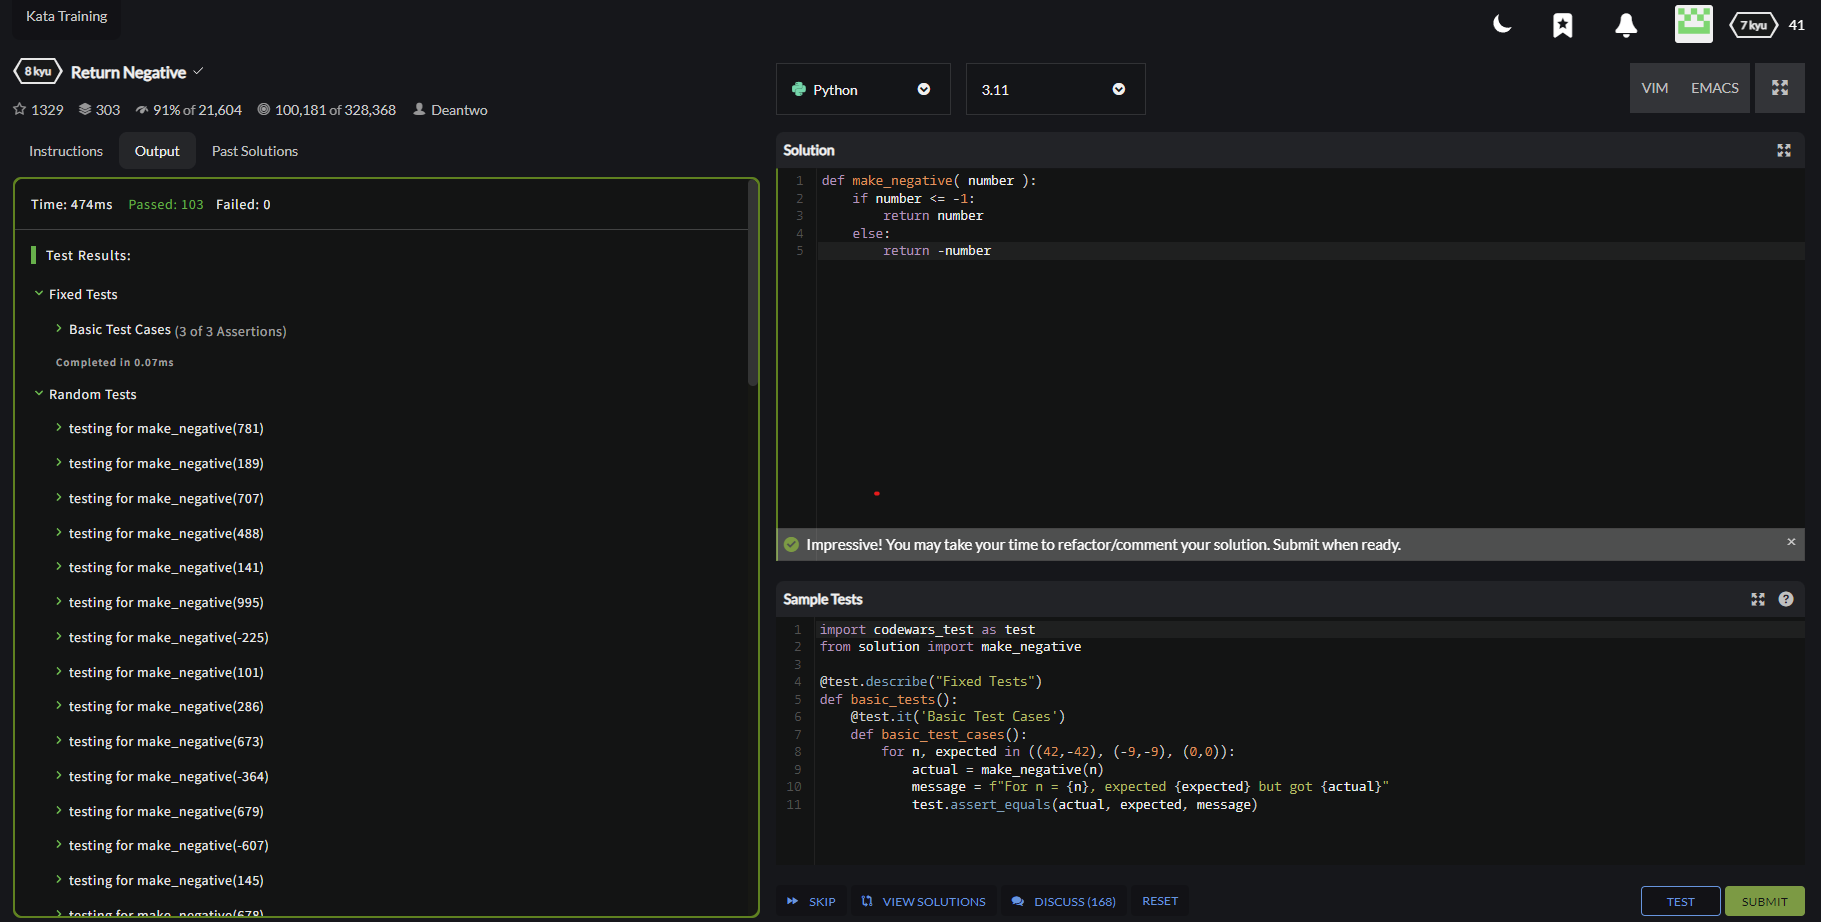 Kata Training
7 kyu 41
8 kyu Return Negative
1329 303 91% of 21,604 100,181 of 328,368 Deantwo
Instructions Output Past Solutions
Time: 474ms Passed: 103 Failed: 0
Test Results:
Fixed Tests
Basic Test Cases (3 of 3 Assertions)
Completed in 0.07ms
Random Tests
testing for make_negative(781)
testing for make_negative(189)
testing for make_negative(707)
testing for make_negative(488)
testing for make_negative(141)
testing for make_negative(995)
testing for make_negative(-225)
testing for make_negative(101)
testing for make_negative(286)
testing for make_negative(673)
testing for make_negative(-364)
testing for make_negative(679)
testing for make_negative(-607)
testing for make_negative(145)
testing for make_negative(678)
Python 3.11 VIM EMACS
Solution
1 def make_negative( number ):
2 if number <= -1:
3 return number
4 else:
5 return -number
Impressive! You may take your time to refactor/comment your solution. Submit when ready. ×
Sample Tests ?
1 import codewars_test as test
2 from solution import make_negative
3
4 @test.describe("Fixed Tests")
5 def basic_tests():
6 @test.it('Basic Test Cases')
7 def basic_test_cases():
8 for n, expected in ((42,-42), (-9,-9), (0,0)):
9 actual = make_negative(n)
10 message = f"For n = {n}, expected {expected} but got {actual}"
11 test.assert_equals(actual, expected, message)
SKIP VIEW SOLUTIONS DISCUSS (168) RESET TEST SUBMIT